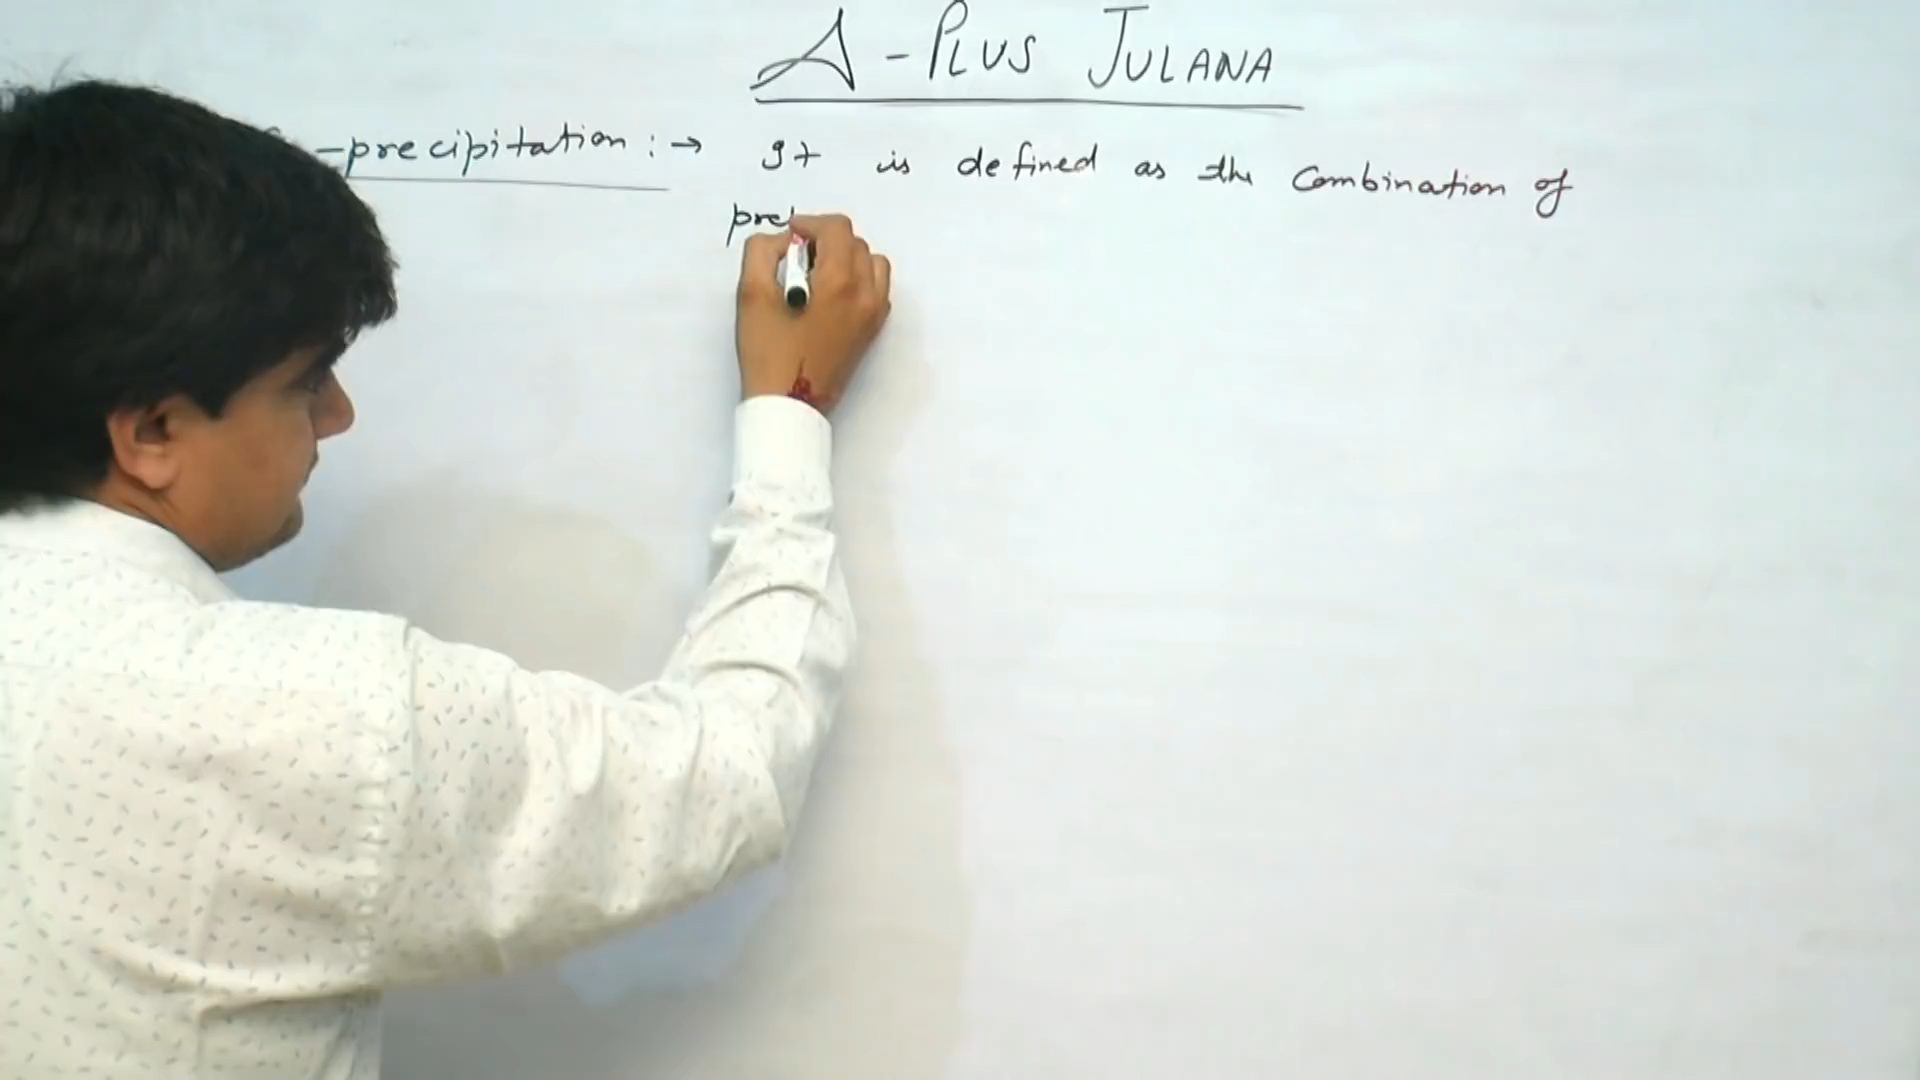 A-PLUS JULANA
-precipitation :→ It is defined as the Combination of